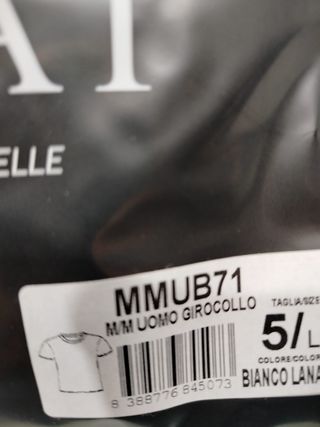 AT
ELLE
MMUB71
M/M UOMO GIROCOLLO
TAGLIA/SIZE
5/L
COLORE/COLOR
BIANCO LANA
8 388776 845073